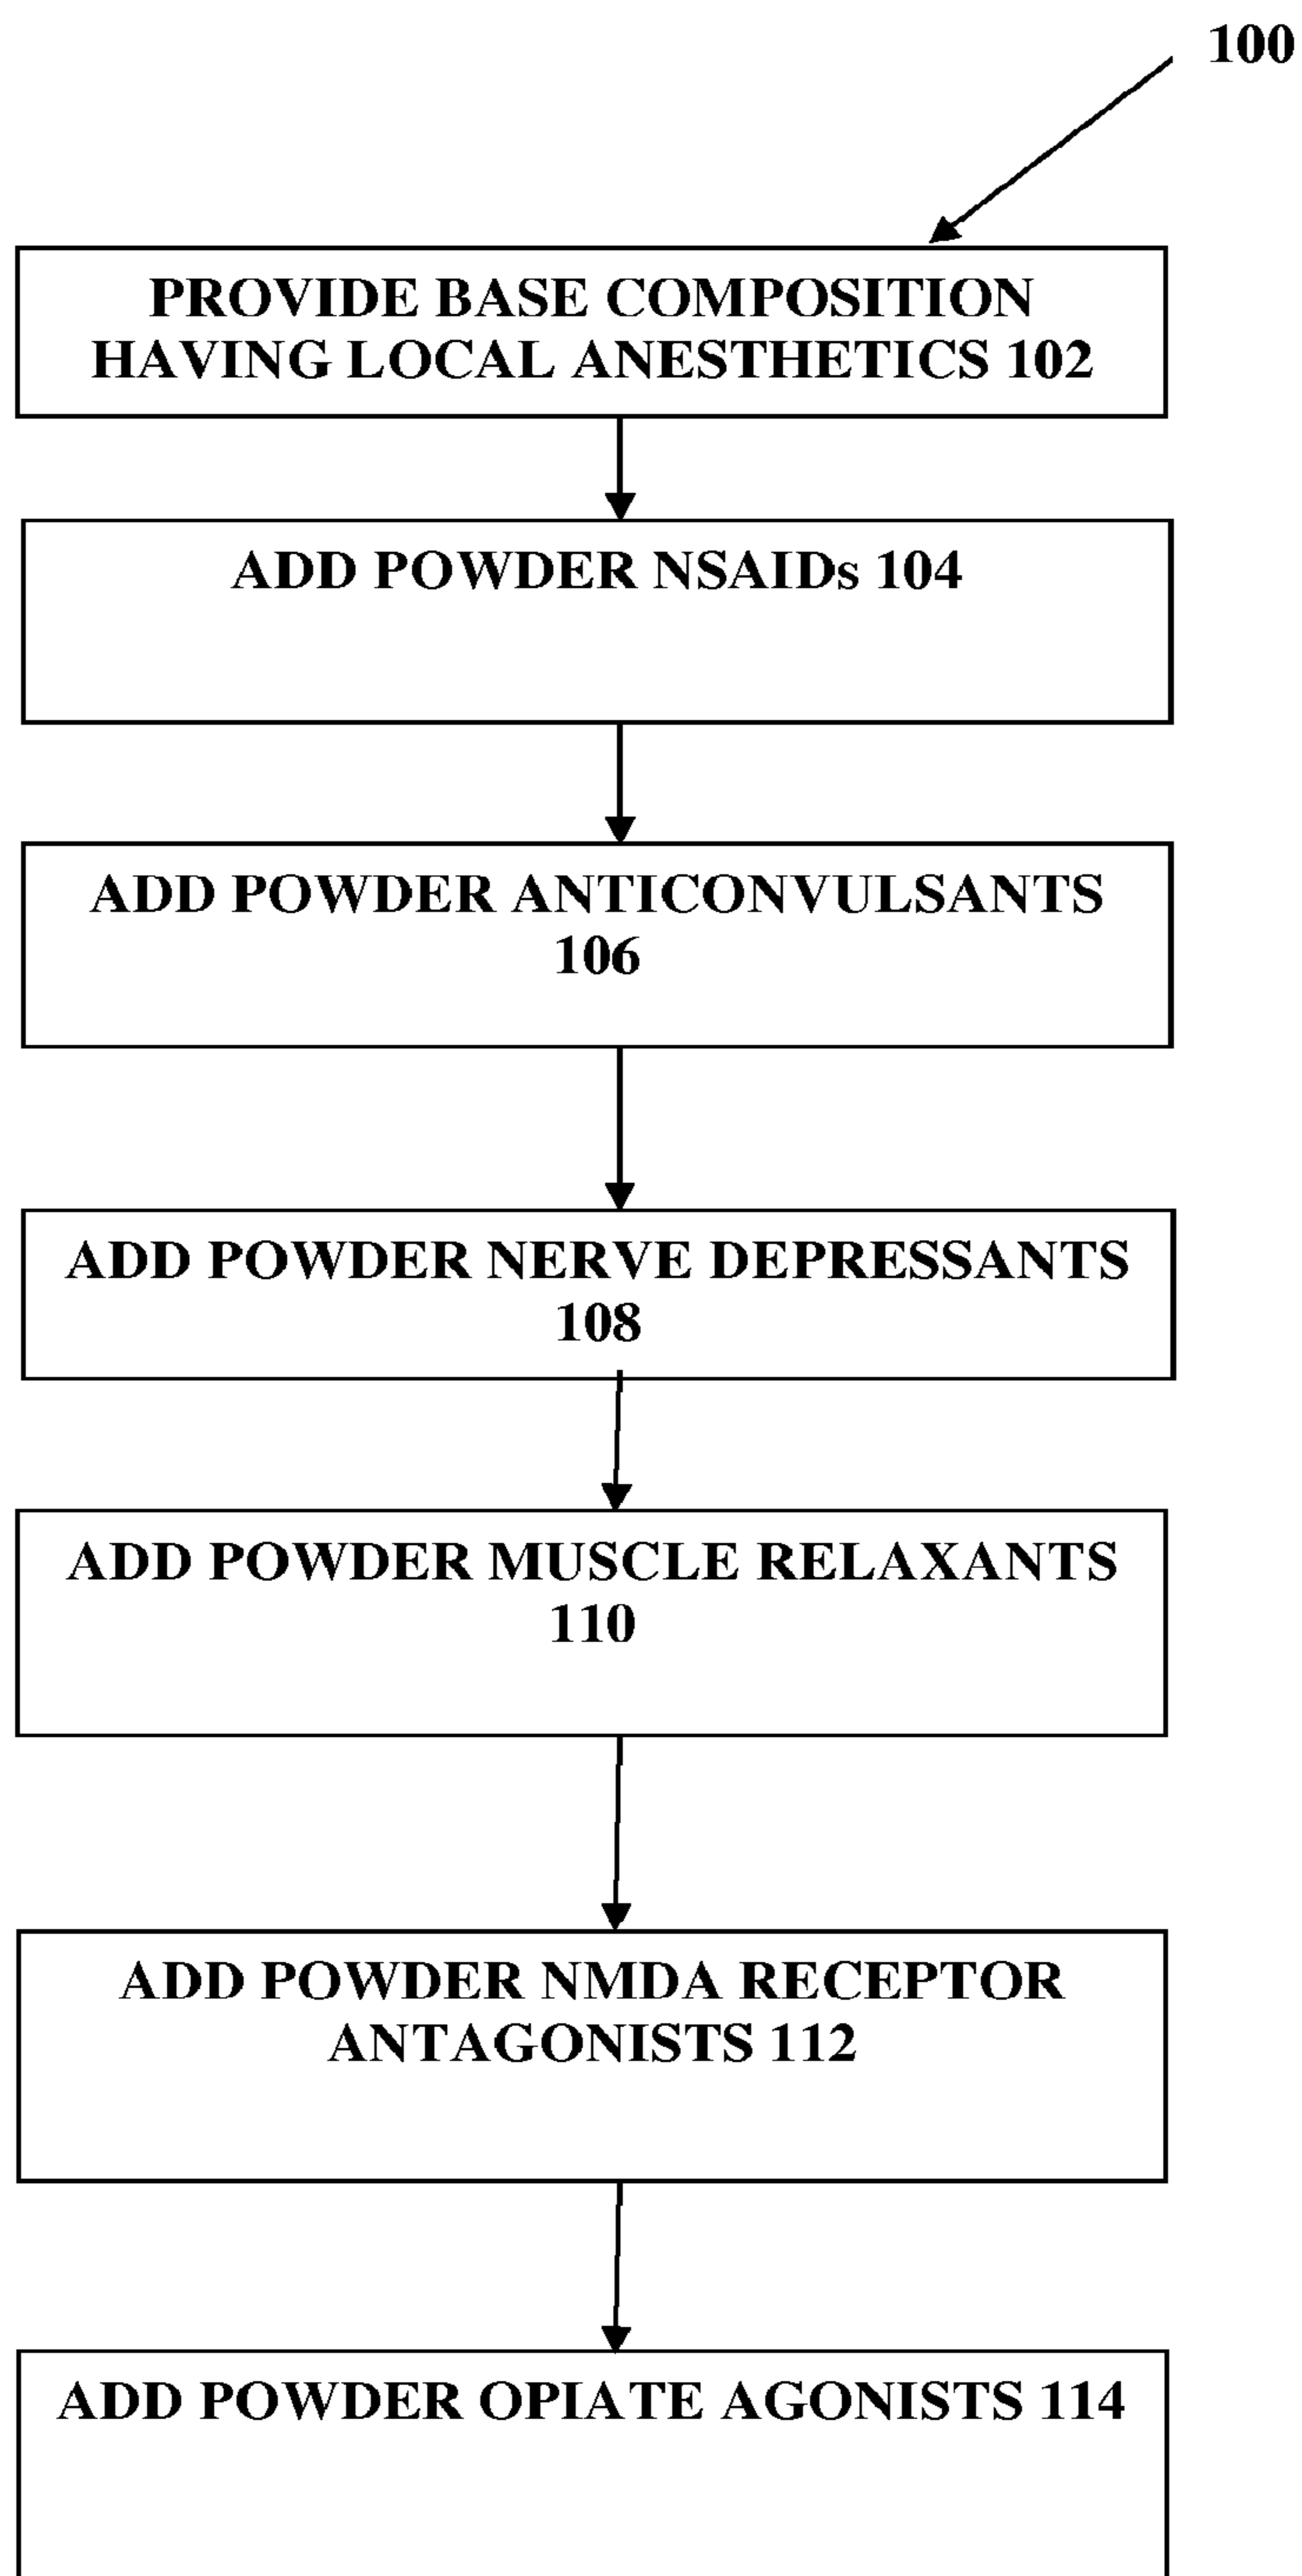 100
PROVIDE BASE COMPOSITION
HAVING LOCAL ANESTHETICS 102
ADD POWDER NSAIDs 104
ADD POWDER ANTICONVULSANTS
106
ADD POWDER NERVE DEPRESSANTS
108
ADD POWDER MUSCLE RELAXANTS
110
ADD POWDER NMDA RECEPTOR
ANTAGONISTS 112
ADD POWDER OPIATE AGONISTS 114